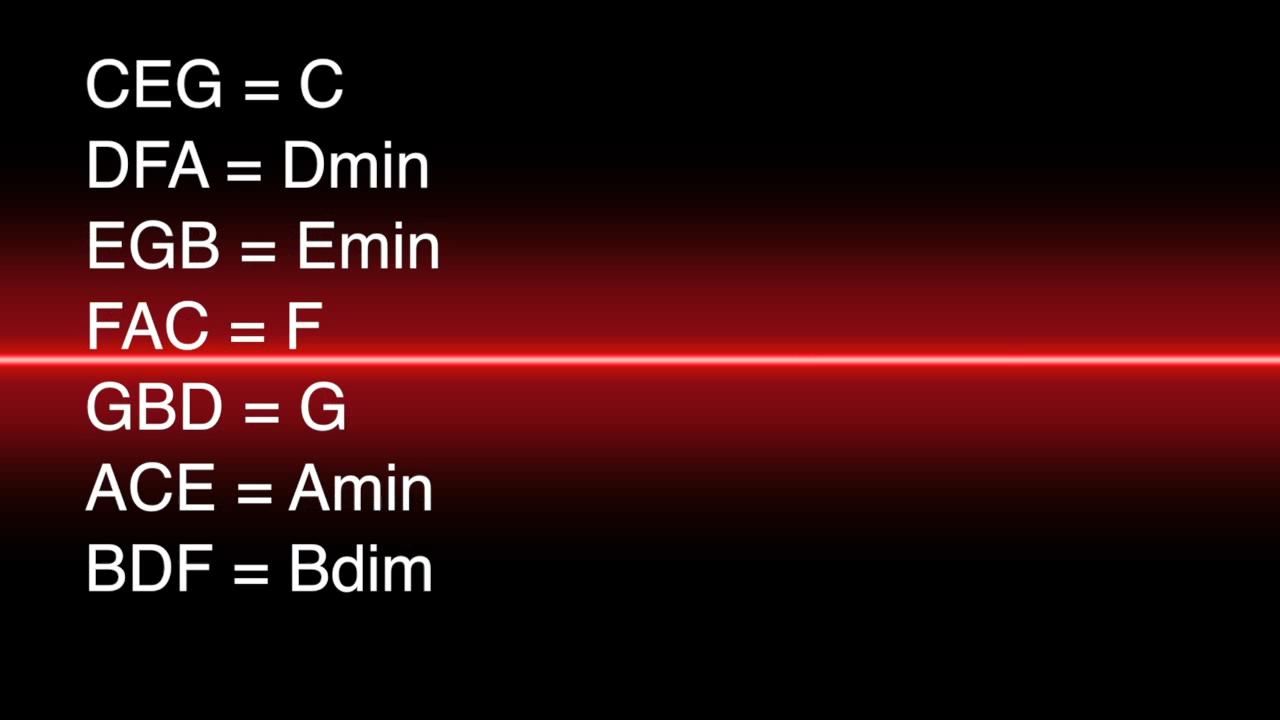 CEG = C
DFA = Dmin
EGB = Emin
FAC = F
GBD = G
ACE = Amin
BDF = Bdim